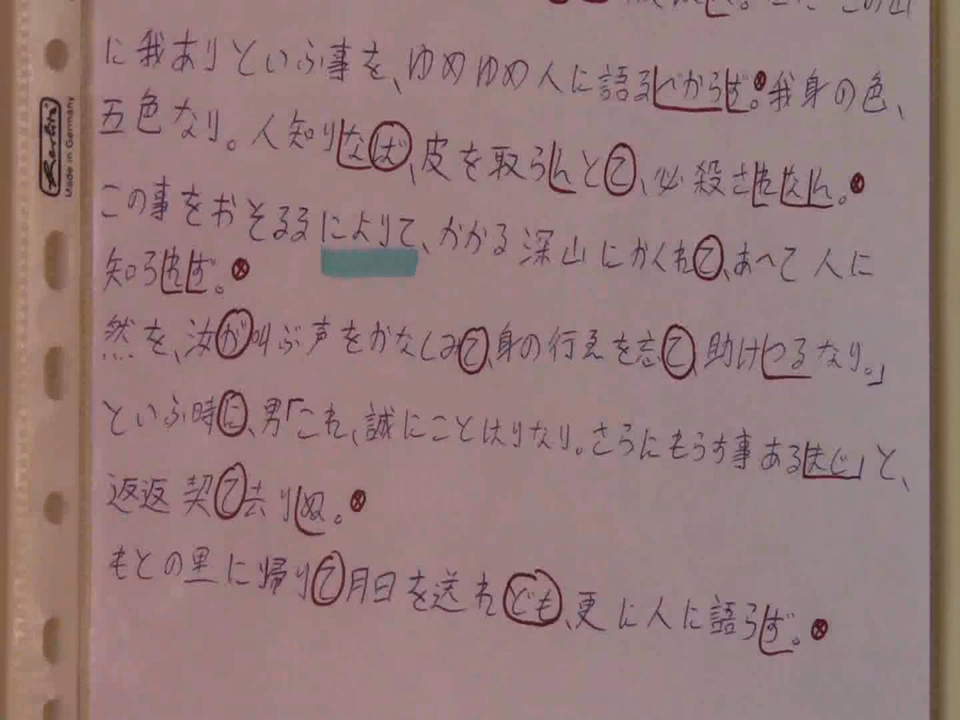 この山
に我ありといふ事を、ゆめゆめ人に語るべからず。我身の色、
五色なり。人知りなば、皮を取らんとて、必殺されなん。
この事をおそるるによりて、かかる深山にかくれて、あへて人に
知られず。
然を、汝が叫ぶ声をかなしみて、身の行ゑを忘て、助けつるなり。」
といふ時に、男「これ、誠にことはりなり。さらにもらす事あるまじ」と、
返返契て去りぬ。
もとの里に帰りて月日を送れども、更に人に語らず。
Made in Germany